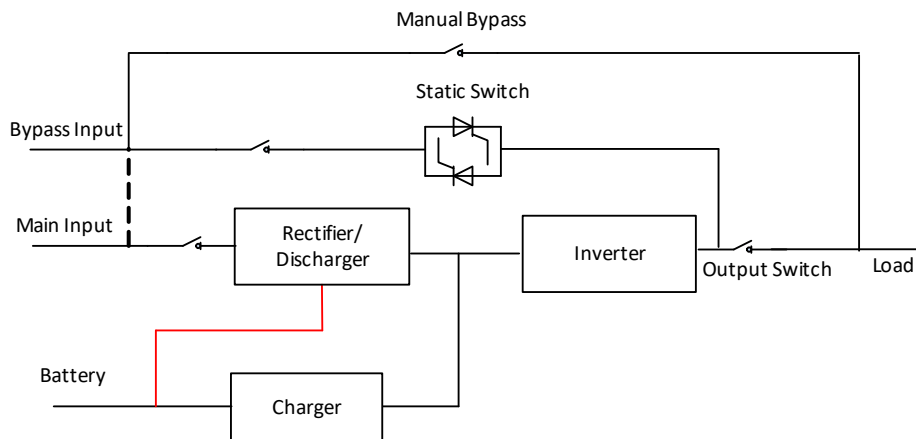 Manual Bypass
Static Switch
Bypass Input
Main Input
Rectifier/
Discharger
Inverter
Output Switch
Load
Battery
Charger